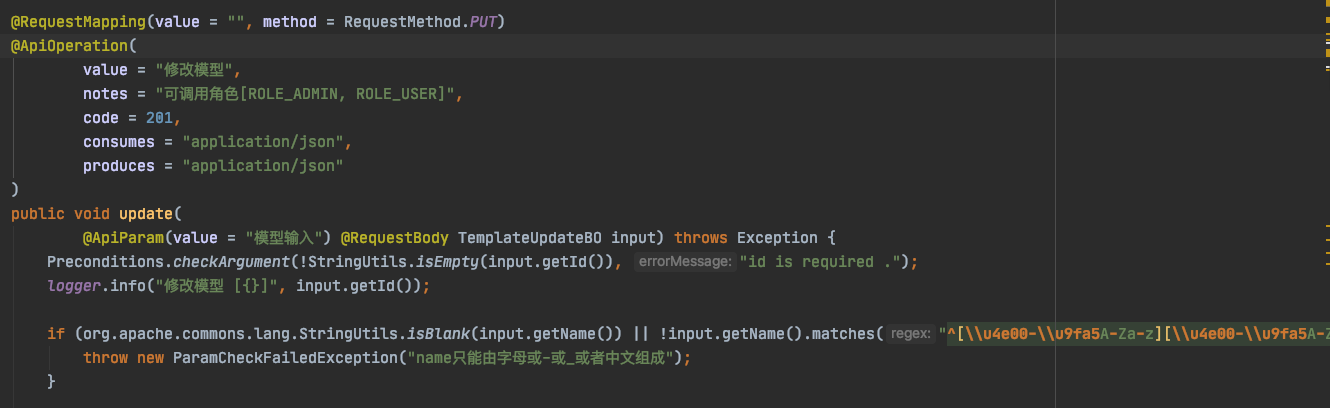 @RequestMapping(value = "", method = RequestMethod.PUT)
@ApiOperation(
value = "修改模型",
notes = "可调用角色[ROLE_ADMIN, ROLE_USER]",
code = 201,
consumes = "application/json",
produces = "application/json"
)
public void update(
@ApiParam(value = "模型输入") @RequestBody TemplateUpdateBO input) throws Exception {
Preconditions.checkArgument(!StringUtils.isEmpty(input.getId()), errorMessage: "id is required .");
logger.info("修改模型 [{}]", input.getId());
if (org.apache.commons.lang.StringUtils.isBlank(input.getName()) || !input.getName().matches( regex: "^[\\u4e00-\\u9fa5A-Za-z][\\u4e00-\\u9fa5A-Z
throw new ParamCheckFailedException("name只能由字母或-或_或者中文组成");
}